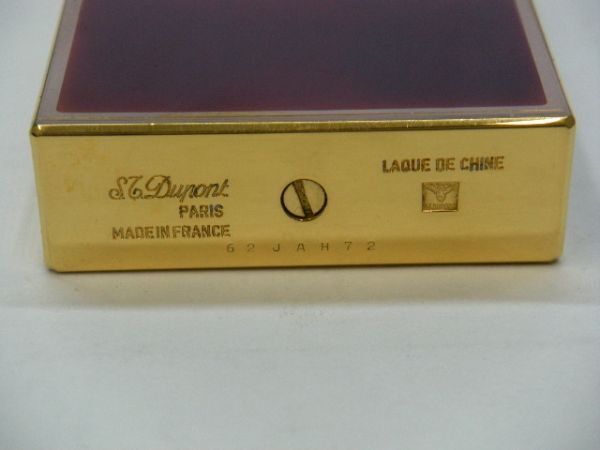 S.T. Dupont
PARIS
MADE IN FRANCE
62JAH72
LAQUE DE CHINE